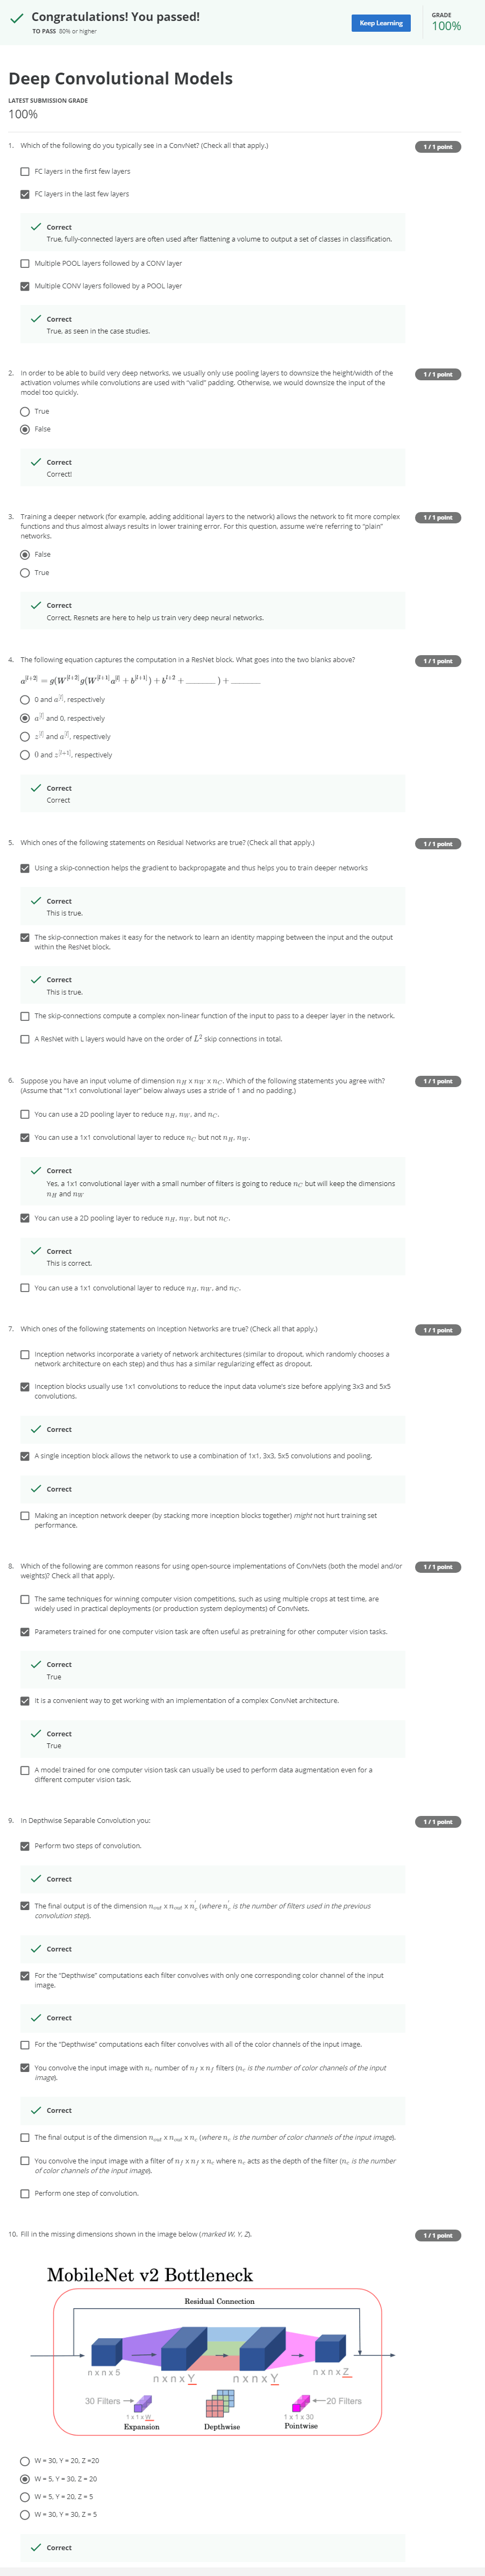 Congratulations! You passed!
TO PASS 80% or higher
Keep Learning
GRADE
100%
Deep Convolutional Models
LATEST SUBMISSION GRADE
100%
1. Which of the following do you typically see in a ConvNet? (Check all that apply.)
1 / 1 point
FC layers in the first few layers
FC layers in the last few layers
Correct
True, fully-connected layers are often used after flattening a volume to output a set of classes in classification.
Multiple POOL layers followed by a CONV layer
Multiple CONV layers followed by a POOL layer
Correct
True, as seen in the case studies.
2. In order to be able to build very deep networks, we usually only use pooling layers to downsize the height/width of the
activation volumes while convolutions are used with "valid" padding. Otherwise, we would downsize the input of the
model too quickly.
1 / 1 point
True
False
Correct
Correct!
3. Training a deeper network (for example, adding additional layers to the network) allows the network to fit more complex
functions and thus almost always results in lower training error. For this question, assume we're referring to "plain"
networks.
1 / 1 point
False
True
Correct
Correct, Resnets are here to help us train very deep neural networks.
4. The following equation captures the computation in a ResNet block. What goes into the two blanks above?
1 / 1 point
a^[l+2] = g(W^[l+2] g(W^[l+1] a^[l] + b^[l+1]) + b^l+2 + ______ ) + ______
0 and a^[l], respectively
a^[l] and 0, respectively
z^[l] and a^[l], respectively
0 and z^[l+1], respectively
Correct
Correct
5. Which ones of the following statements on Residual Networks are true? (Check all that apply.)
1 / 1 point
Using a skip-connection helps the gradient to backpropagate and thus helps you to train deeper networks
Correct
This is true.
The skip-connection makes it easy for the network to learn an identity mapping between the input and the output
within the ResNet block.
Correct
This is true.
The skip-connections compute a complex non-linear function of the input to pass to a deeper layer in the network.
A ResNet with L layers would have on the order of L² skip connections in total.
6. Suppose you have an input volume of dimension n_H x n_W x n_C. Which of the following statements you agree with?
(Assume that "1x1 convolutional layer" below always uses a stride of 1 and no padding.)
1 / 1 point
You can use a 2D pooling layer to reduce n_H, n_W, and n_C.
You can use a 1x1 convolutional layer to reduce n_C but not n_H, n_W.
Correct
Yes, a 1x1 convolutional layer with a small number of filters is going to reduce n_C but will keep the dimensions
n_H and n_W
You can use a 2D pooling layer to reduce n_H, n_W, but not n_C.
Correct
This is correct.
You can use a 1x1 convolutional layer to reduce n_H, n_W, and n_C.
7. Which ones of the following statements on Inception Networks are true? (Check all that apply.)
1 / 1 point
Inception networks incorporate a variety of network architectures (similar to dropout, which randomly chooses a
network architecture on each step) and thus has a similar regularizing effect as dropout.
Inception blocks usually use 1x1 convolutions to reduce the input data volume's size before applying 3x3 and 5x5
convolutions.
Correct
A single inception block allows the network to use a combination of 1x1, 3x3, 5x5 convolutions and pooling.
Correct
Making an inception network deeper (by stacking more inception blocks together) might not hurt training set
performance.
8. Which of the following are common reasons for using open-source implementations of ConvNets (both the model and/or
weights)? Check all that apply.
1 / 1 point
The same techniques for winning computer vision competitions, such as using multiple crops at test time, are
widely used in practical deployments (or production system deployments) of ConvNets.
Parameters trained for one computer vision task are often useful as pretraining for other computer vision tasks.
Correct
True
It is a convenient way to get working with an implementation of a complex ConvNet architecture.
Correct
True
A model trained for one computer vision task can usually be used to perform data augmentation even for a
different computer vision task.
9. In Depthwise Separable Convolution you:
1 / 1 point
Perform two steps of convolution.
Correct
The final output is of the dimension n_out x n_out x n'_c (where n'_c is the number of filters used in the previous
convolution step).
Correct
For the "Depthwise" computations each filter convolves with only one corresponding color channel of the input
image.
Correct
For the "Depthwise" computations each filter convolves with all of the color channels of the input image.
You convolve the input image with n_c number of n_f x n_f filters (n_c is the number of color channels of the input
image).
Correct
The final output is of the dimension n_out x n_out x n_c (where n_c is the number of color channels of the input image).
You convolve the input image with a filter of n_f x n_f x n_c where n_c acts as the depth of the filter (n_c is the number
of color channels of the input image).
Perform one step of convolution.
10. Fill in the missing dimensions shown in the image below (marked W, Y, Z).
1 / 1 point
MobileNet v2 Bottleneck
Residual Connection
n x n x 5
n x n x Y
n x n x Y
n x n x Z
30 Filters
20 Filters
1 x 1 x W
1 x 1 x 30
Expansion
Depthwise
Pointwise
W = 30, Y = 20, Z =20
W = 5, Y = 30, Z = 20
W = 5, Y = 20, Z = 5
W = 30, Y = 30, Z = 5
Correct